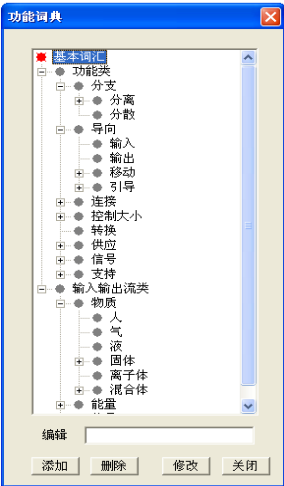 功能词典
基本词汇
功能类
分支
分离
分散
导向
输入
输出
移动
引导
连接
控制大小
转换
供应
信号
支持
输入输出流类
物质
人
气
液
固体
离子体
混合体
能量
编辑
添加 删除 修改 关闭